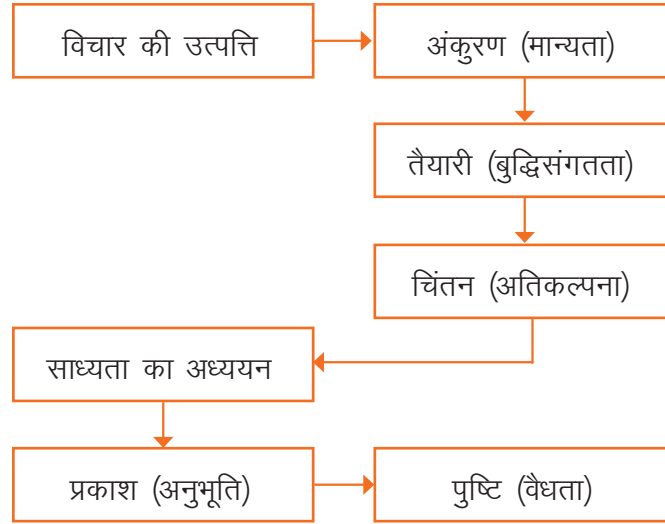 विचार की उत्पत्ति
अंकुरण (मान्यता)
तैयारी (बुद्धिसंगतता)
चिंतन (अतिकल्पना)
साध्यता का अध्ययन
प्रकाश (अनुभूति)
पुष्टि (वैधता)